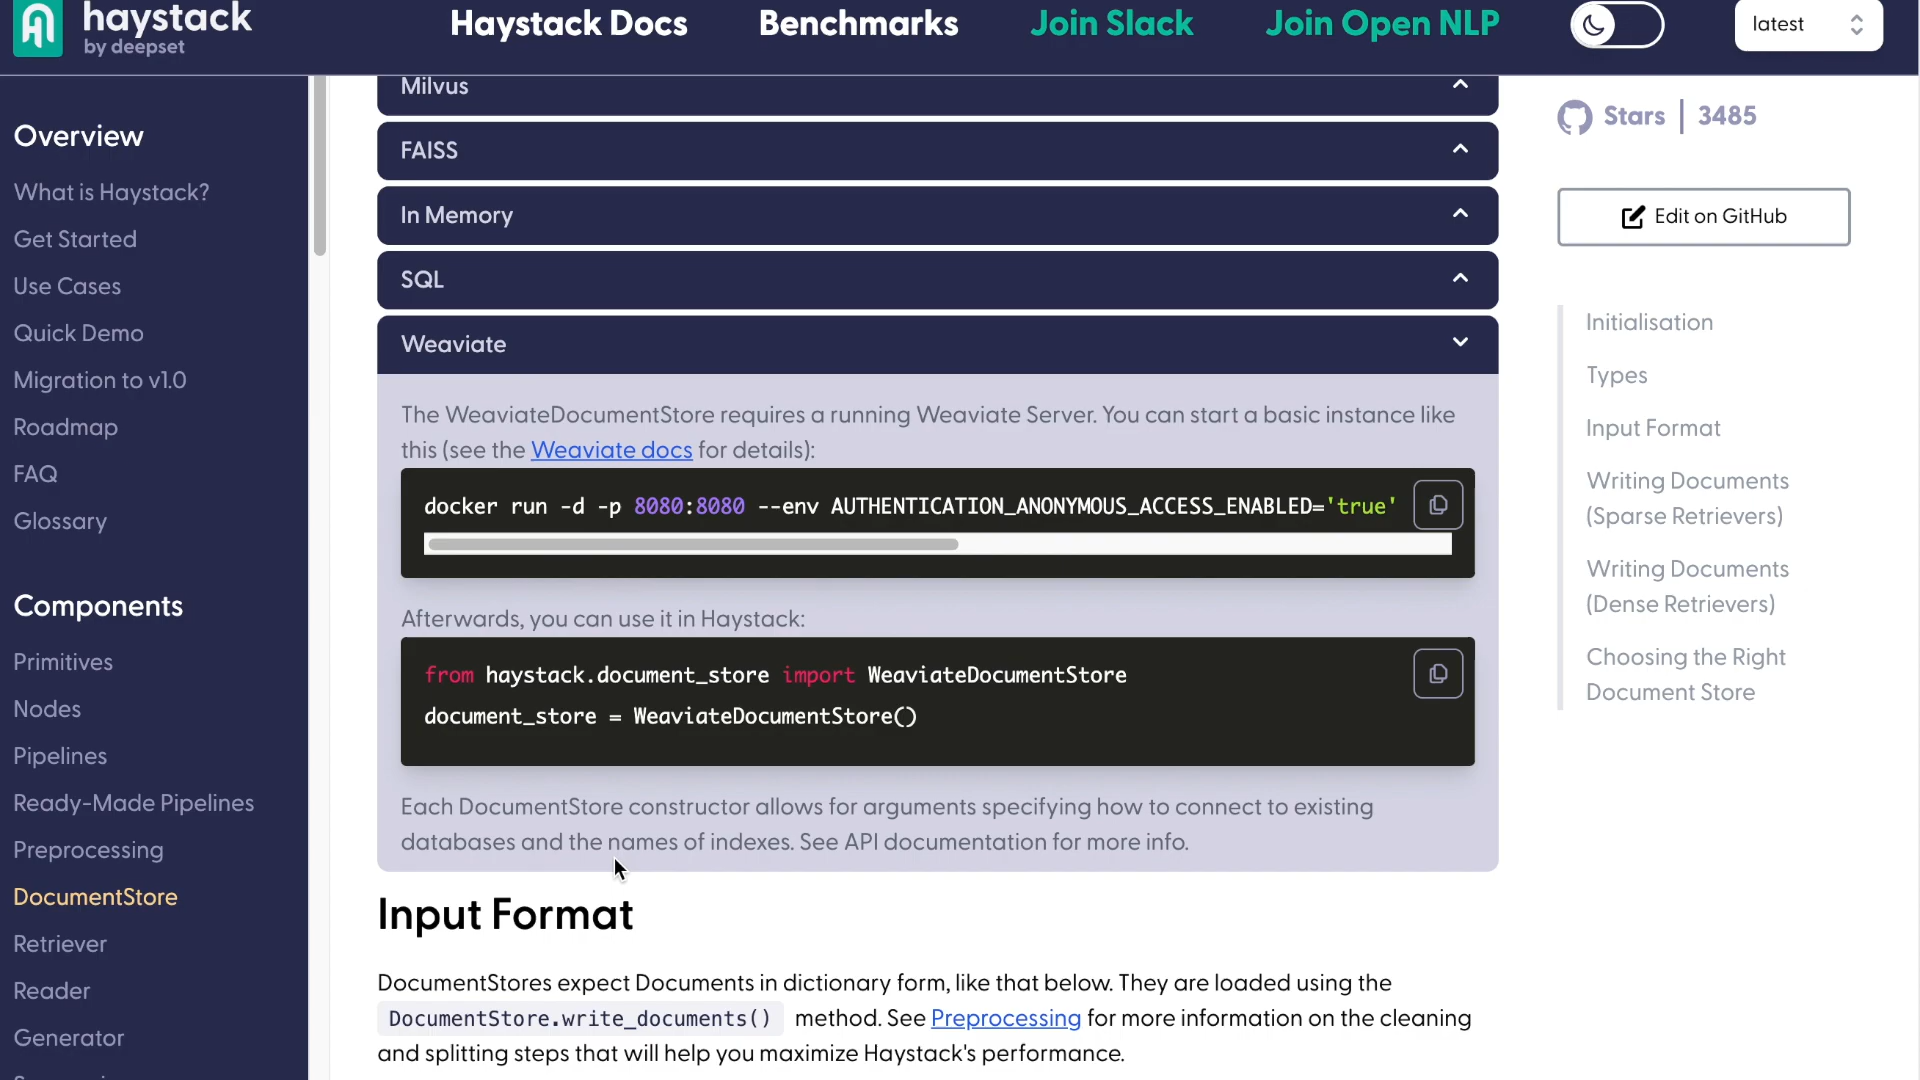 haystack
by deepset
Haystack Docs
Benchmarks
Join Slack
Join Open NLP
latest
Overview
What is Haystack?
Get Started
Use Cases
Quick Demo
Migration to v1.0
Roadmap
FAQ
Glossary
Components
Primitives
Nodes
Pipelines
Ready-Made Pipelines
Preprocessing
DocumentStore
Retriever
Reader
Generator
Milvus
FAISS
In Memory
SQL
Weaviate
The WeaviateDocumentStore requires a running Weaviate Server. You can start a basic instance like
this (see the Weaviate docs for details):
docker run -d -p 8080:8080 --env AUTHENTICATION_ANONYMOUS_ACCESS_ENABLED='true'
Afterwards, you can use it in Haystack:
from haystack.document_store import WeaviateDocumentStore
document_store = WeaviateDocumentStore()
Each DocumentStore constructor allows for arguments specifying how to connect to existing
databases and the names of indexes. See API documentation for more info.
Input Format
DocumentStores expect Documents in dictionary form, like that below. They are loaded using the
DocumentStore.write_documents() method. See Preprocessing for more information on the cleaning
and splitting steps that will help you maximize Haystack's performance.
Stars | 3485
Edit on GitHub
Initialisation
Types
Input Format
Writing Documents
(Sparse Retrievers)
Writing Documents
(Dense Retrievers)
Choosing the Right
Document Store